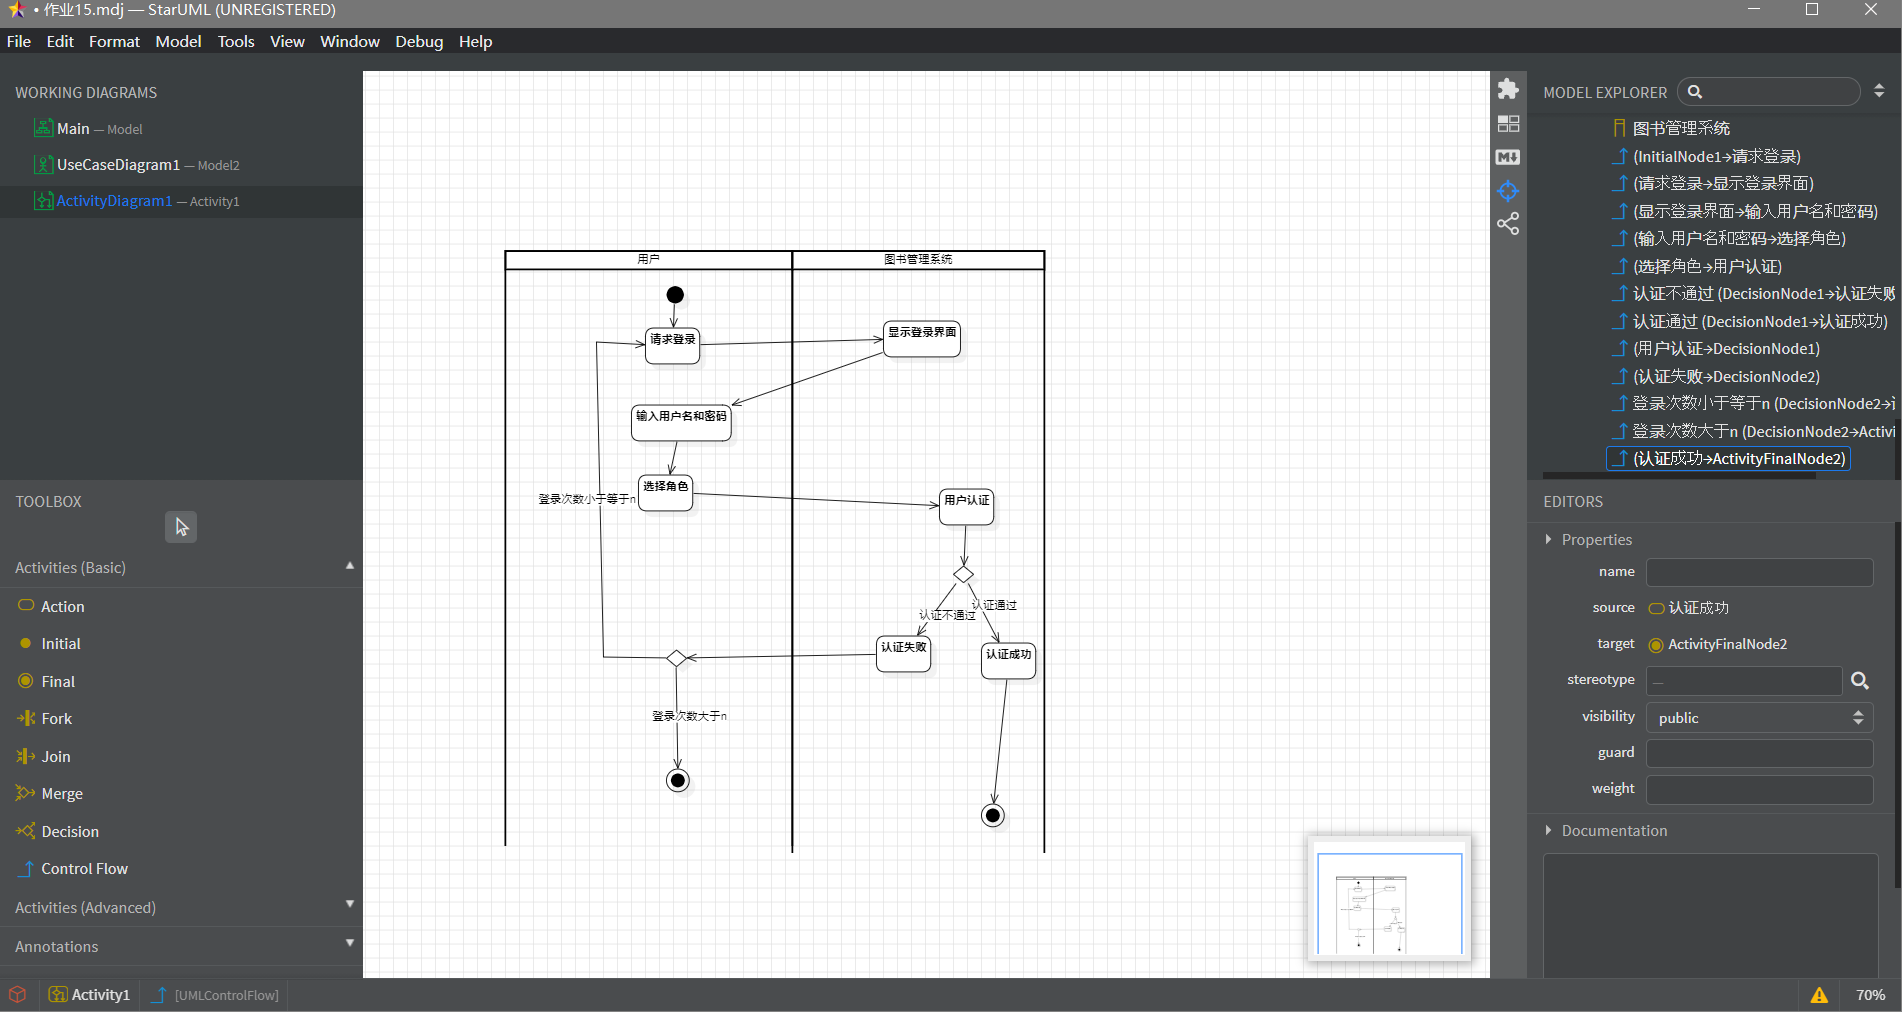 • 作业15.mdj — StarUML (UNREGISTERED)
File Edit Format Model Tools View Window Debug Help
WORKING DIAGRAMS
Main — Model
UseCaseDiagram1 — Model2
ActivityDiagram1 — Activity1
TOOLBOX
Activities (Basic)
Action
Initial
Final
Fork
Join
Merge
Decision
Control Flow
Activities (Advanced)
Annotations
用户
图书管理系统
请求登录
显示登录界面
输入用户名和密码
选择角色
登录次数小于等于n
用户认证
认证通过
认证不通过
认证失败
认证成功
登录次数大于n
MODEL EXPLORER
图书管理系统
(InitialNode1→请求登录)
(请求登录→显示登录界面)
(显示登录界面→输入用户名和密码)
(输入用户名和密码→选择角色)
(选择角色→用户认证)
认证不通过 (DecisionNode1→认证失败
认证通过 (DecisionNode1→认证成功)
(用户认证→DecisionNode1)
(认证失败→DecisionNode2)
登录次数小于等于n (DecisionNode2→
登录次数大于n (DecisionNode2→Activi
(认证成功→ActivityFinalNode2)
EDITORS
Properties
name
source 认证成功
target ActivityFinalNode2
stereotype —
visibility public
guard
weight
Documentation
Activity1 [UMLControlFlow]
70%